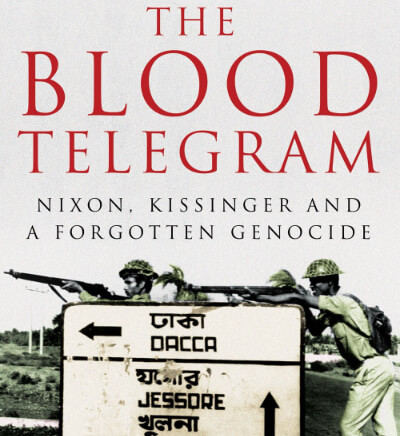 THE
BLOOD
TELEGRAM
NIXON, KISSINGER AND
A FORGOTTEN GENOCIDE
ঢাকা
DACCA
যশোর
JESSORE
খুলনা